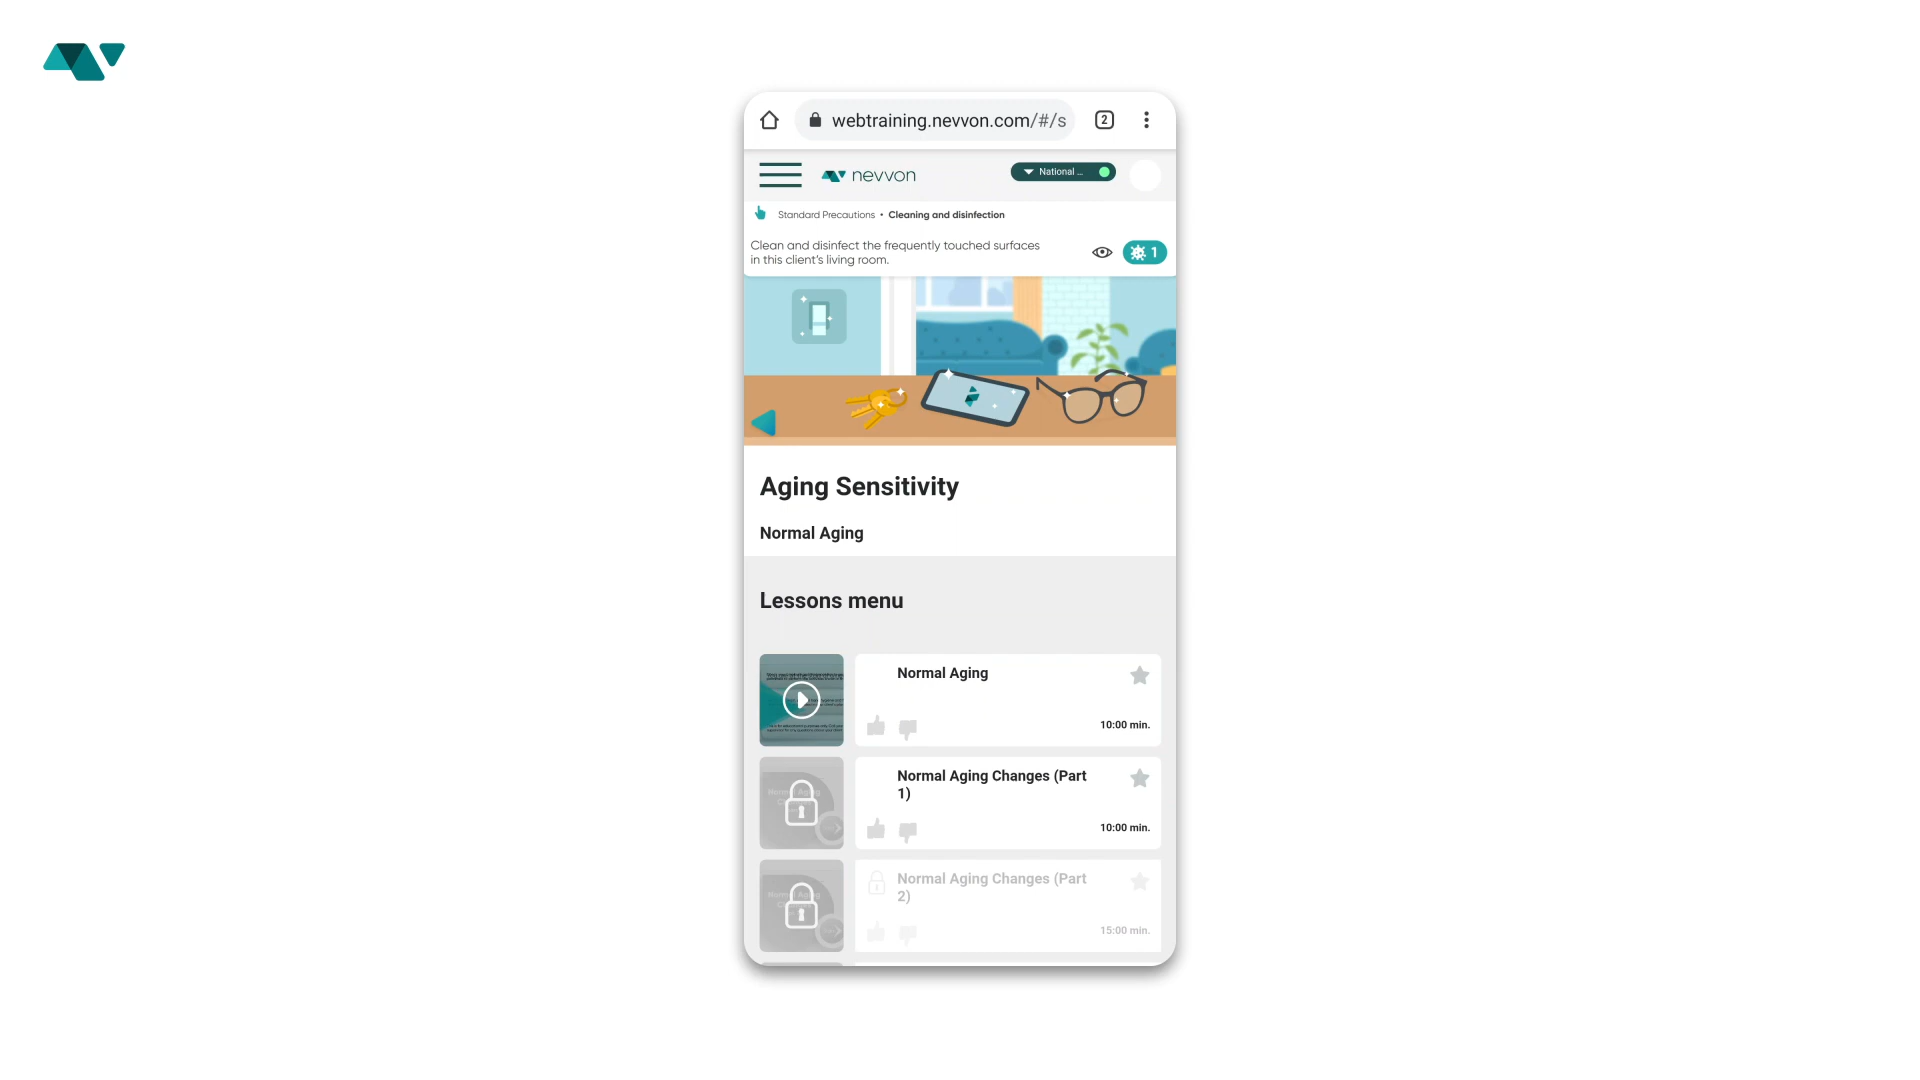 webtraining.nevvon.com/#/s
2
nevvon
National ...
Standard Precautions • Cleaning and disinfection
Clean and disinfect the frequently touched surfaces
in this client's living room.
1
Aging Sensitivity
Normal Aging
Lessons menu
Normal Aging
10:00 min.
Normal Aging Changes (Part
1)
10:00 min.
Normal Aging Changes (Part
2)
15:00 min.